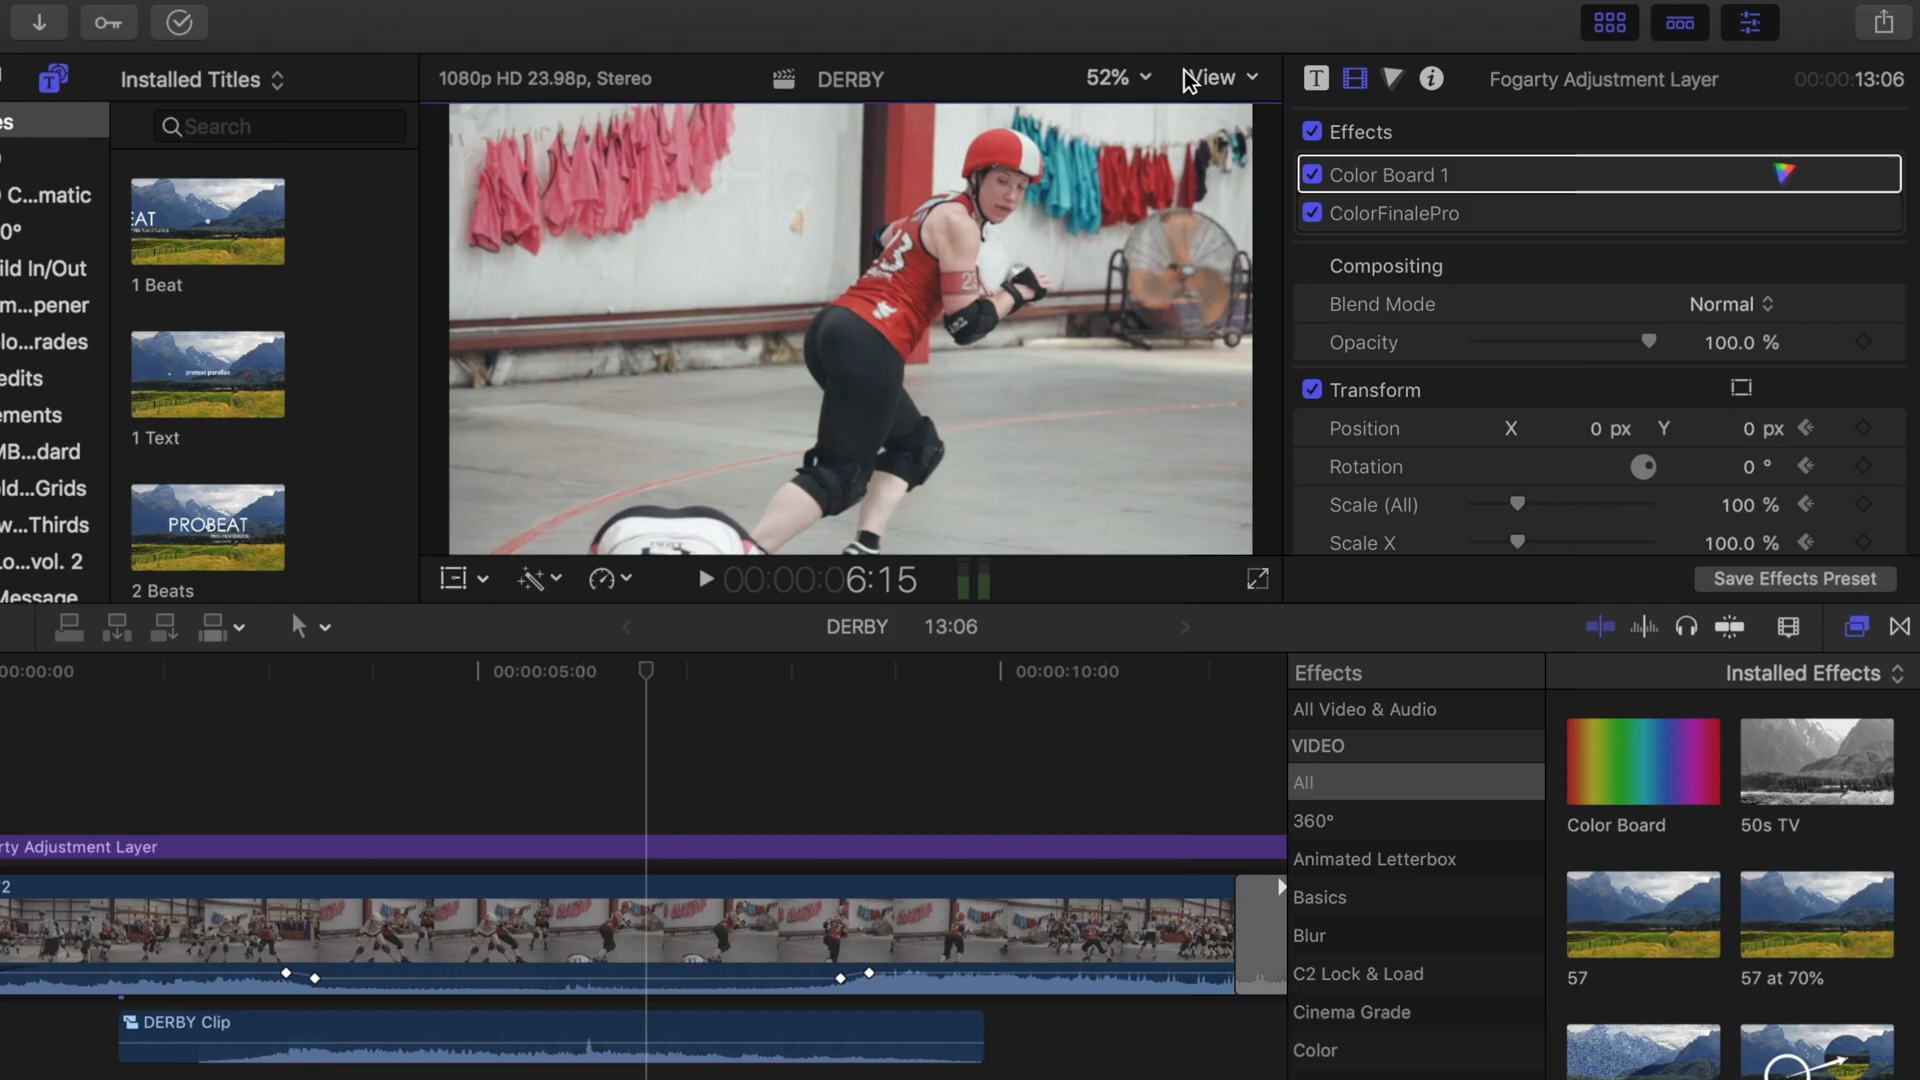 Installed Titles
1080p HD 23.98p, Stereo
DERBY
52%
View
Fogarty Adjustment Layer
00:00:13:06
es
Search
C...matic
0°
ild In/Out
m...pener
lo...rades
edits
ements
MB...dard
ld...Grids
w...Thirds
lo...vol. 2
Message
EAT
1 Beat
protext parallax
1 Text
PROBEAT
2 Beats
23
Effects
Color Board 1
ColorFinalePro
Compositing
Blend Mode
Normal
Opacity
100.0 %
Transform
Position
X
0 px
Y
0 px
Rotation
0 °
Scale (All)
100 %
Scale X
100.0 %
00:00:06:15
Save Effects Preset
DERBY
13:06
00:00:00
00:00:05:00
00:00:10:00
rty Adjustment Layer
2
DERBY Clip
Effects
Installed Effects
All Video & Audio
VIDEO
All
360°
Animated Letterbox
Basics
Blur
C2 Lock & Load
Cinema Grade
Color
Color Board
50s TV
57
57 at 70%